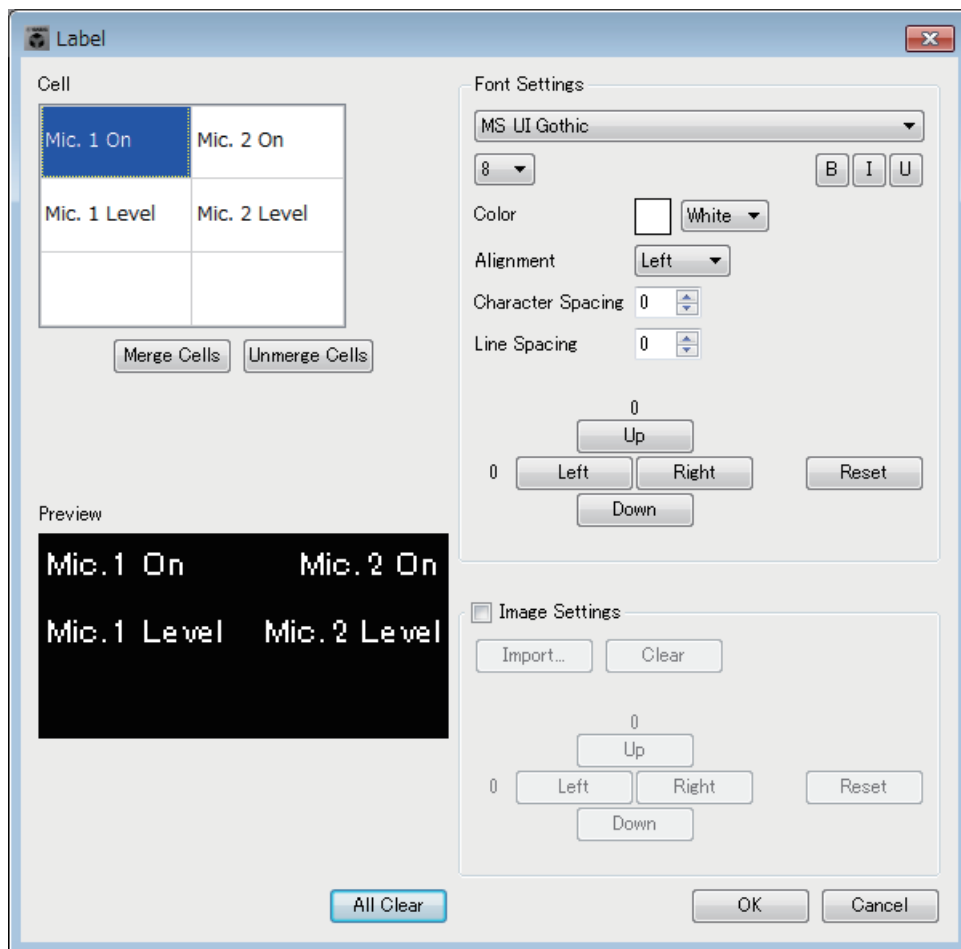 Label
Cell
Mic. 1 On Mic. 2 On
Mic. 1 Level Mic. 2 Level
Merge Cells Unmerge Cells
Preview
Mic.1 On Mic.2 On
Mic.1 Level Mic.2 Level
All Clear
Font Settings
MS UI Gothic
8 B I U
Color White
Alignment Left
Character Spacing 0
Line Spacing 0
0
Up
0 Left Right Reset
Down
Image Settings
Import... Clear
0
Up
0 Left Right Reset
Down
OK Cancel